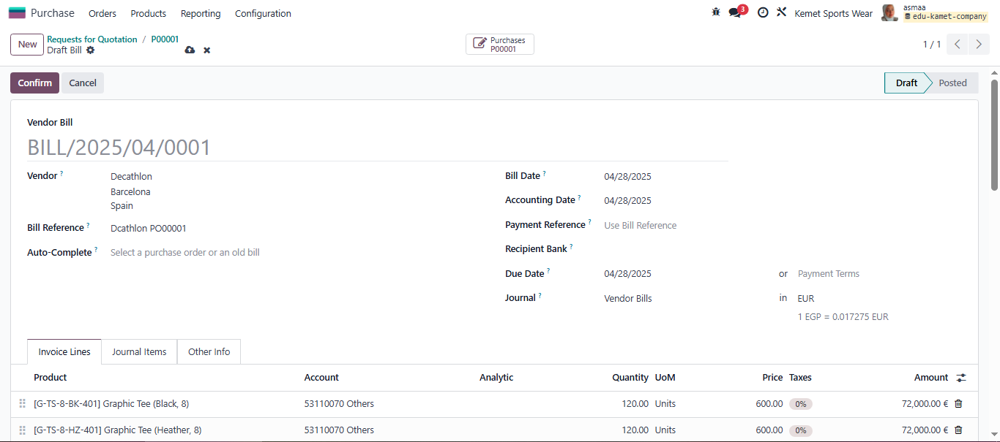 Purchase Orders Products Reporting Configuration 3 Kemet Sports Wear asmaa
edu-kamet-company
New Requests for Quotation / P00001 Purchases 1 / 1
Draft Bill P00001
Confirm Cancel Draft Posted
Vendor Bill
BILL/2025/04/0001
Vendor ? Decathlon Bill Date ? 04/28/2025
Barcelona
Spain Accounting Date ? 04/28/2025
Bill Reference ? Dcathlon PO00001 Payment Reference ? Use Bill Reference
Auto-Complete ? Select a purchase order or an old bill Recipient Bank ?
Due Date ? 04/28/2025 or Payment Terms
Journal ? Vendor Bills in EUR
1 EGP = 0.017275 EUR
Invoice Lines Journal Items Other Info
Product Account Analytic Quantity UoM Price Taxes Amount
[G-TS-8-BK-401] Graphic Tee (Black, 8) 53110070 Others 120.00 Units 600.00 0% 72,000.00 €
[G-TS-8-HZ-401] Graphic Tee (Heather, 8) 53110070 Others 120.00 Units 600.00 0% 72,000.00 €